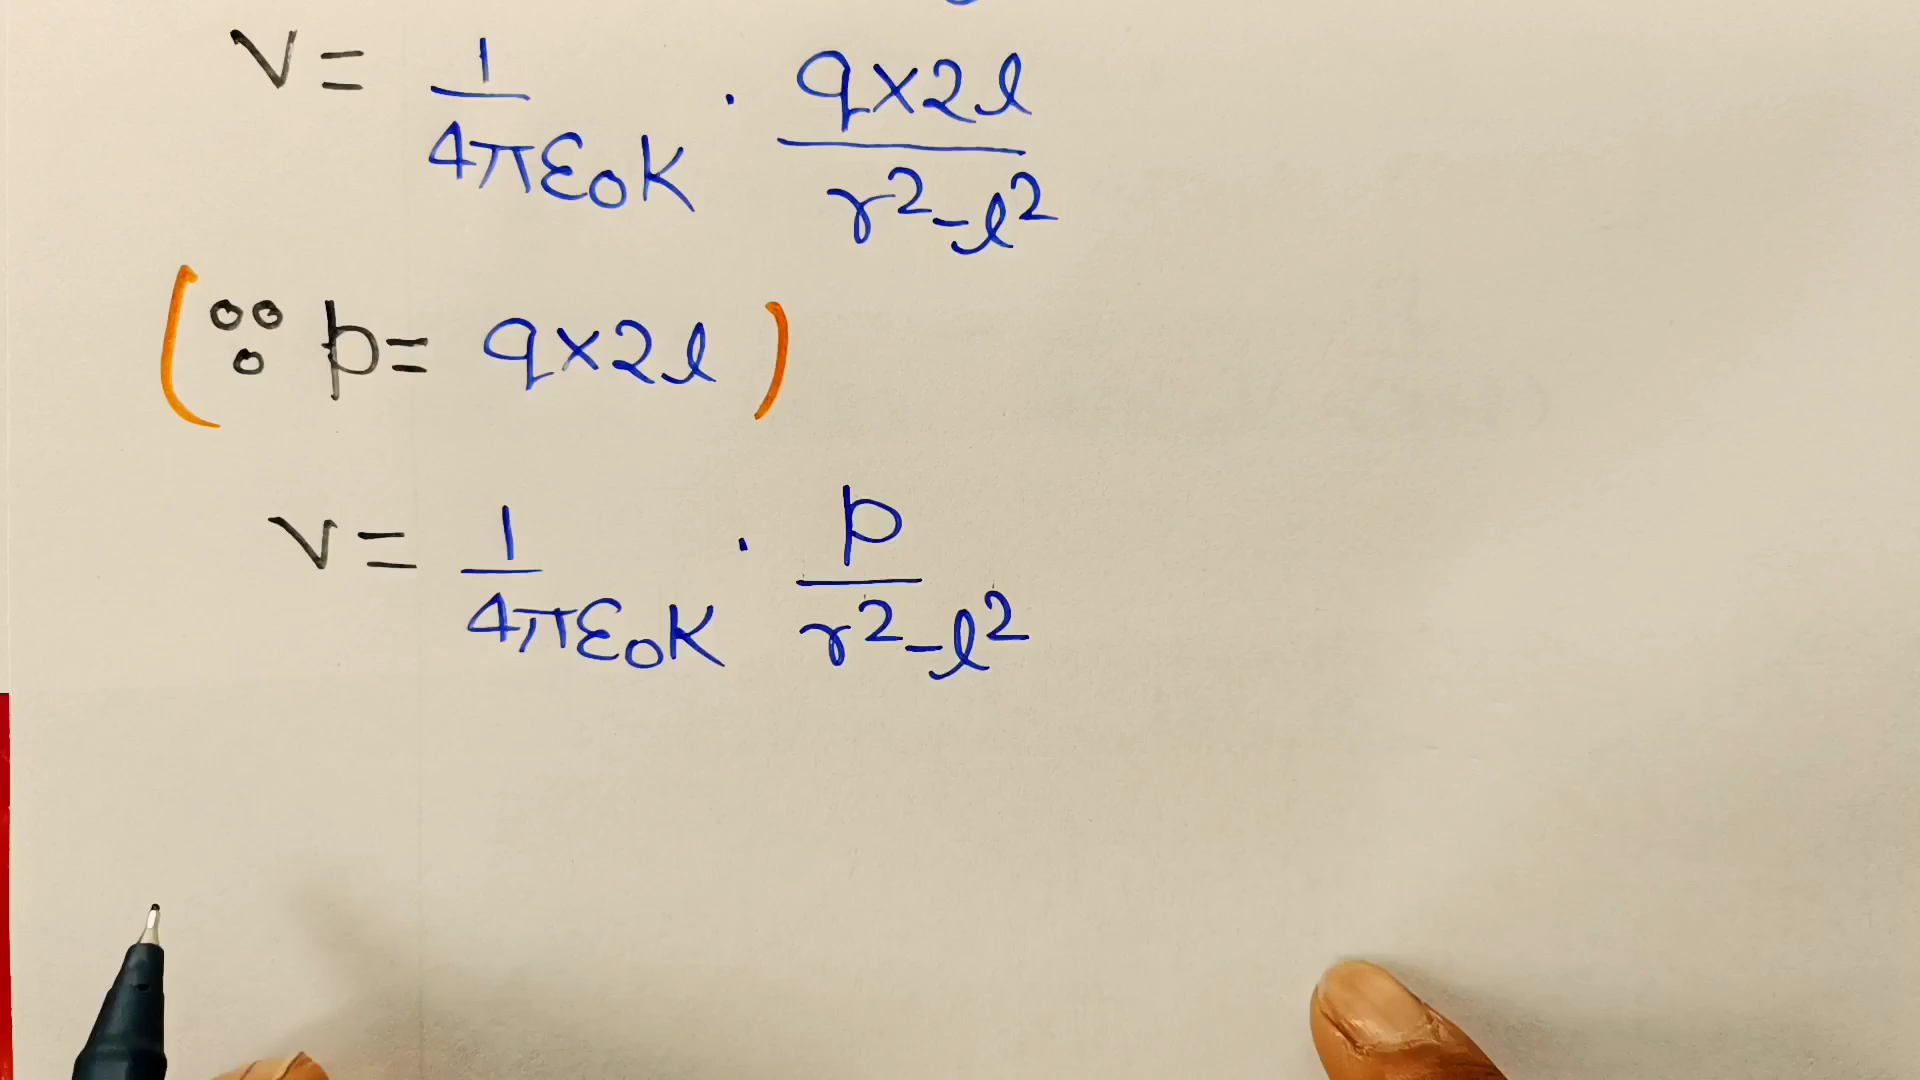 V = 1/4πε₀K · q×2l/r²-l²
(∵ p = q×2l)
V = 1/4πε₀K · p/r²-l²